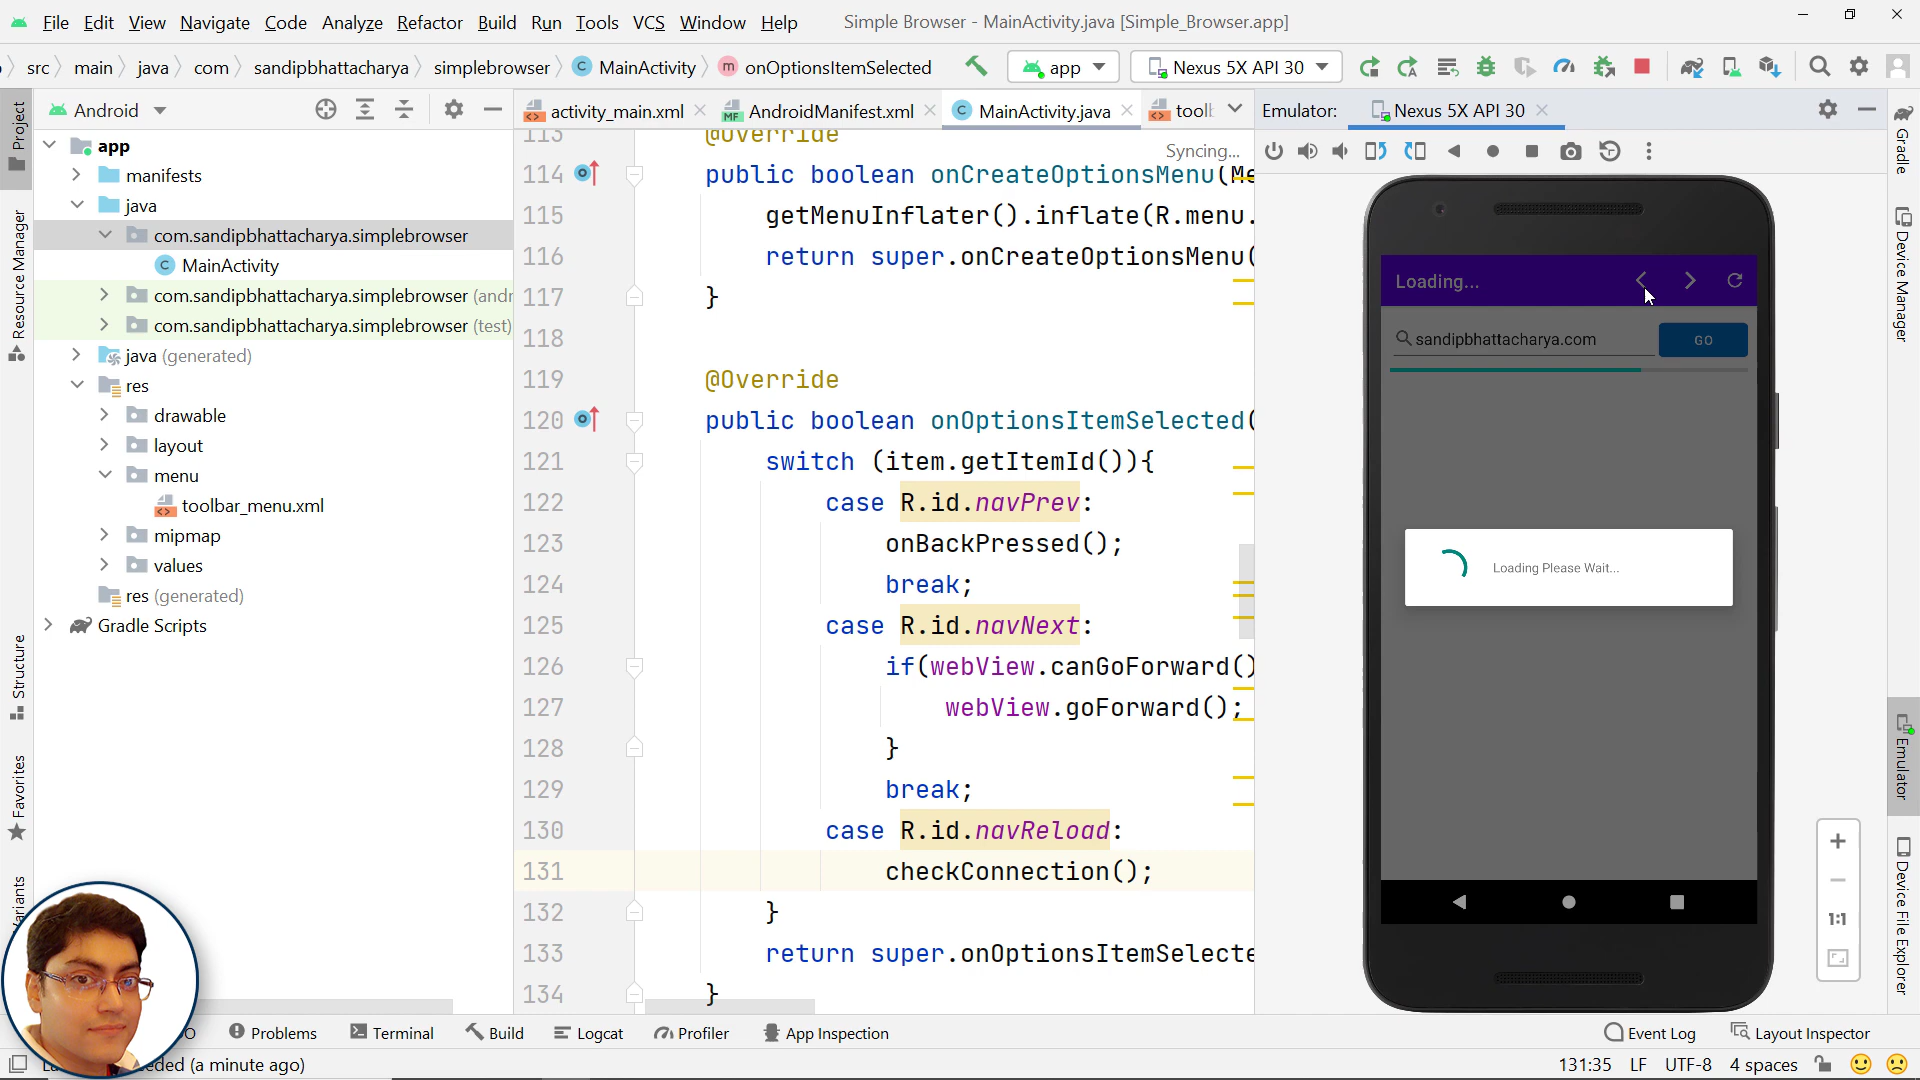 File Edit View Navigate Code Analyze Refactor Build Run Tools VCS Window Help Simple Browser - MainActivity.java [Simple_Browser.app]
src main java com sandipbhattacharya simplebrowser MainActivity onOptionsItemSelected app Nexus 5X API 30
Project
Resource Manager
Structure
Favorites
Android
app
manifests
java
com.sandipbhattacharya.simplebrowser
MainActivity
com.sandipbhattacharya.simplebrowser (andr
com.sandipbhattacharya.simplebrowser (test)
java (generated)
res
drawable
layout
menu
toolbar_menu.xml
mipmap
values
res (generated)
Gradle Scripts
activity_main.xml AndroidManifest.xml MainActivity.java
Syncing...
113 @Override
114 public boolean onCreateOptionsMenu(Me
115 getMenuInflater().inflate(R.menu.
116 return super.onCreateOptionsMenu(
117 }
118
119 @Override
120 public boolean onOptionsItemSelected(
121 switch (item.getItemId()){
122 case R.id.navPrev:
123 onBackPressed();
124 break;
125 case R.id.navNext:
126 if(webView.canGoForward()
127 webView.goForward();
128 }
129 break;
130 case R.id.navReload:
131 checkConnection();
132 }
133 return super.onOptionsItemSelecte
134 }
Emulator: Nexus 5X API 30
Loading...
sandipbhattacharya.com GO
Loading Please Wait...
1:1
Gradle
Device Manager
Emulator
Device File Explorer
Problems Terminal Build Logcat Profiler App Inspection Event Log Layout Inspector
(a minute ago) 131:35 LF UTF-8 4 spaces